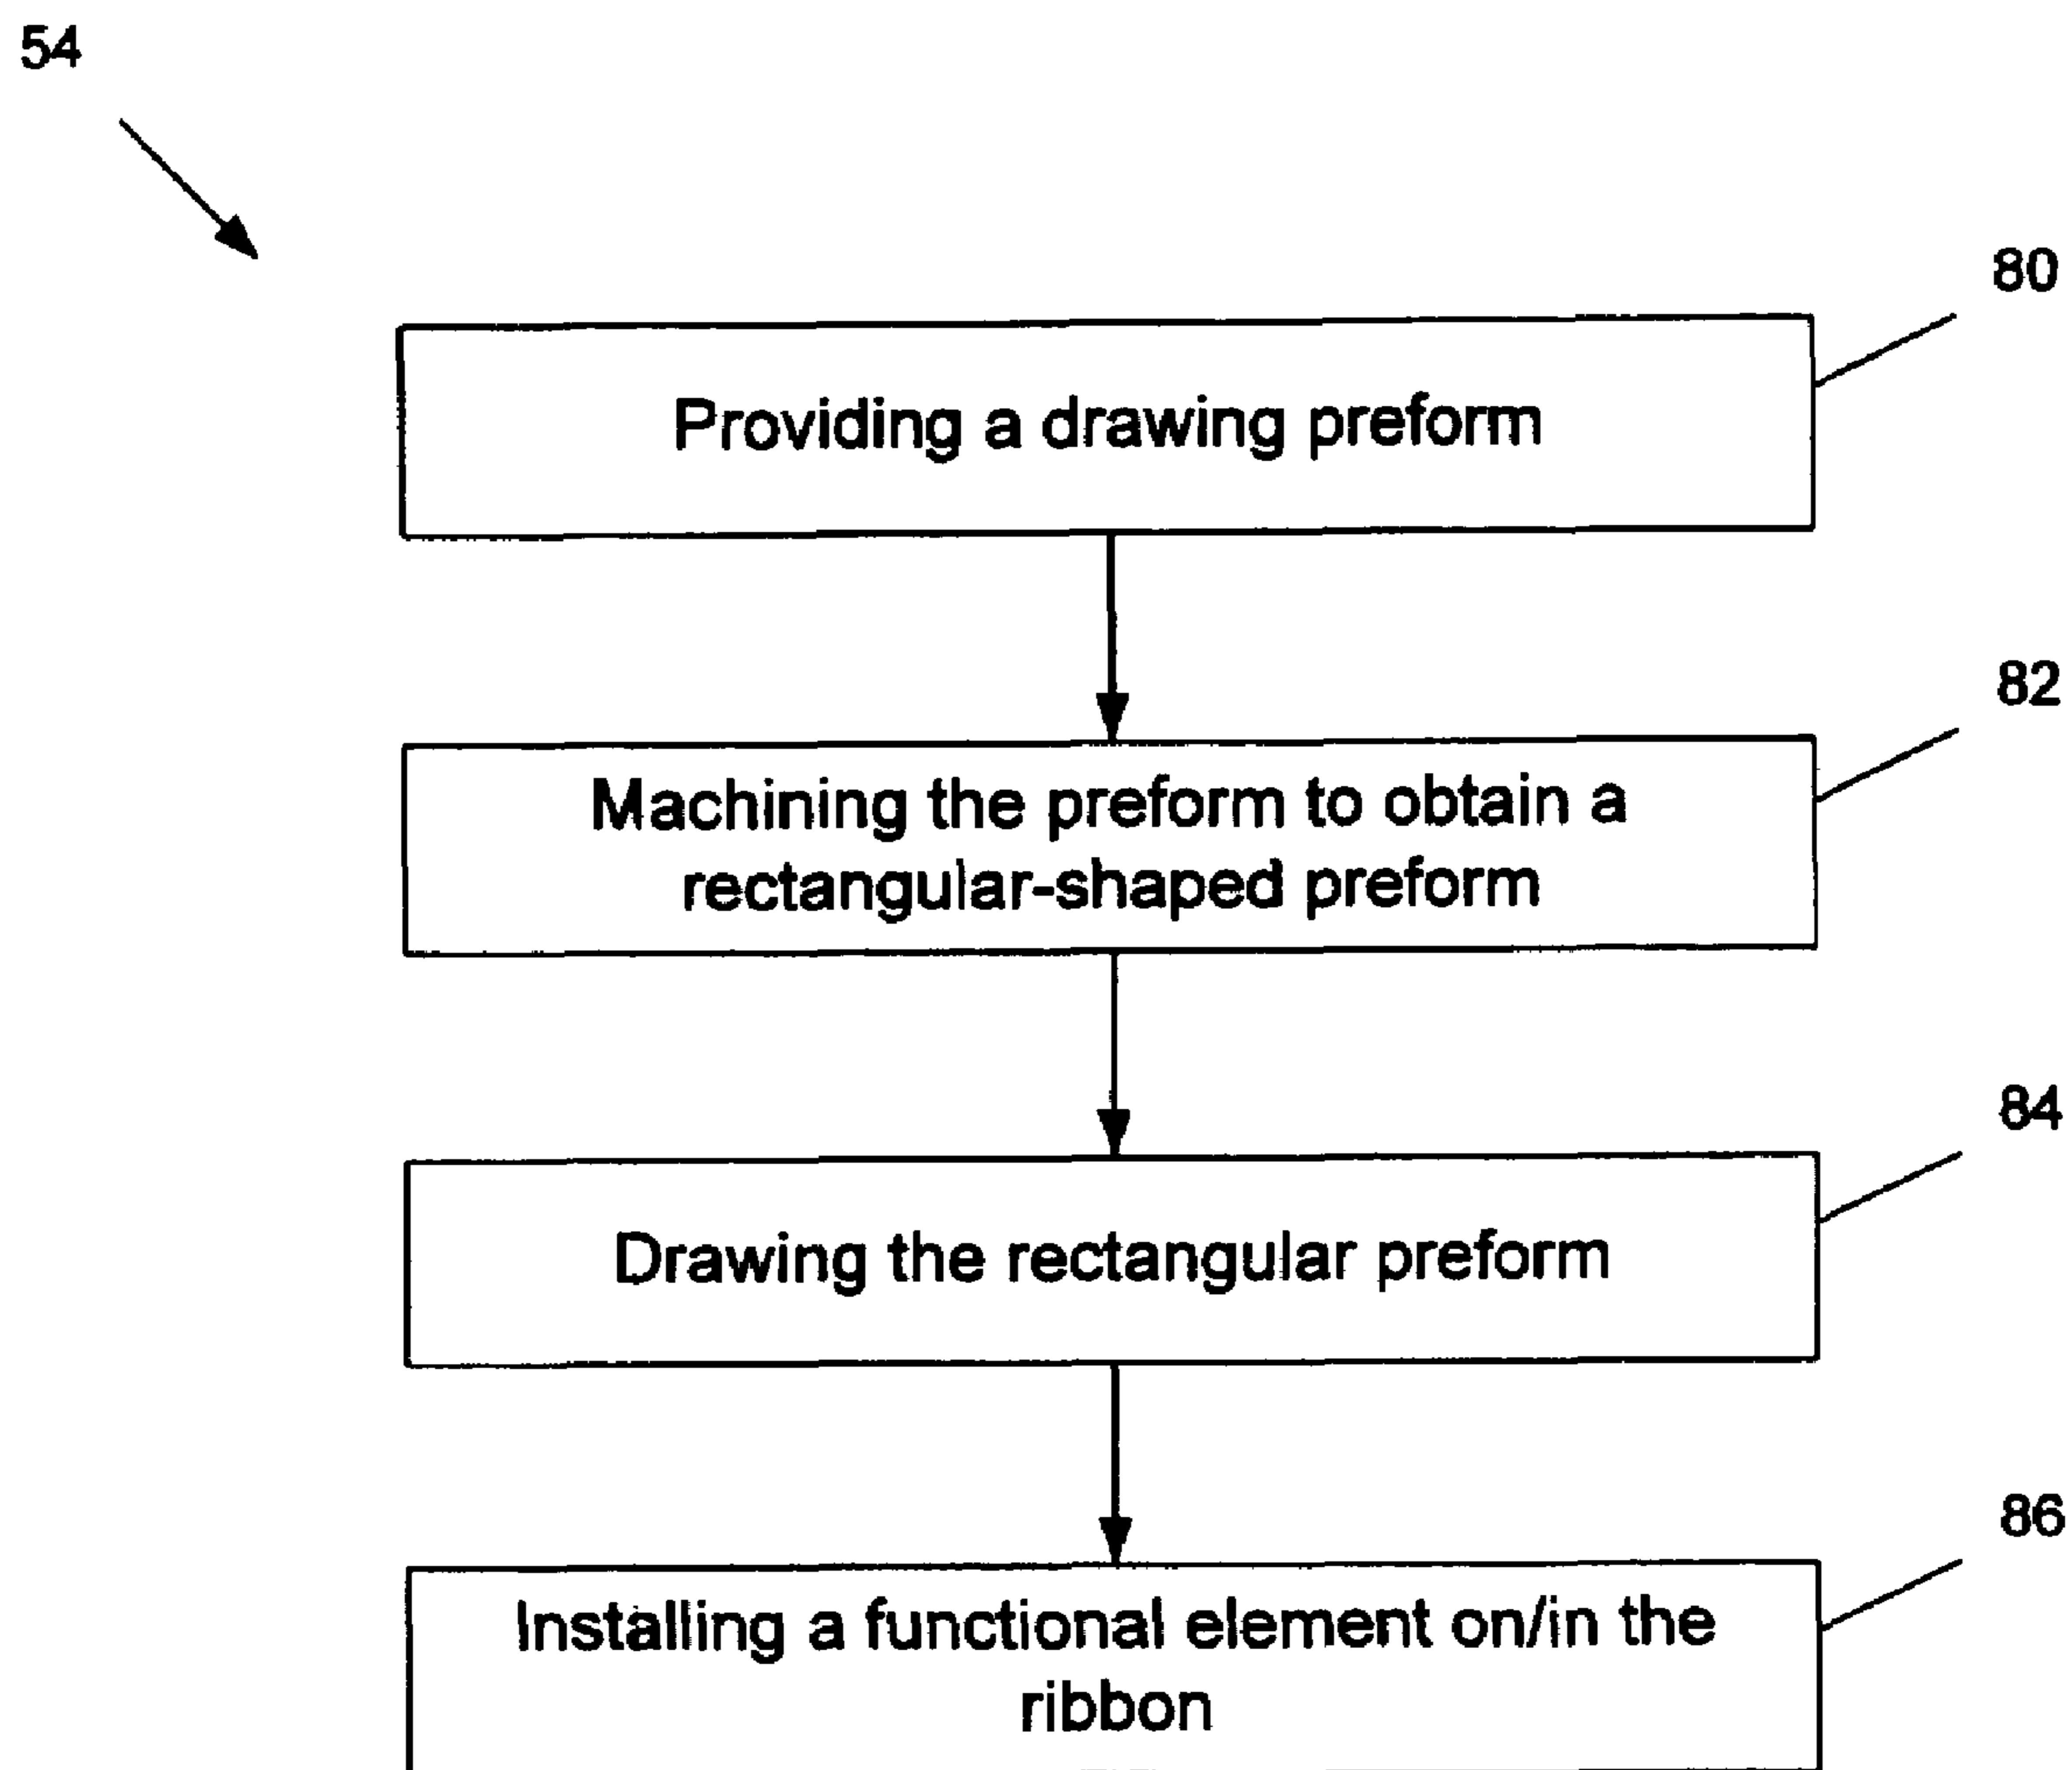 54
80
Providing a drawing preform
82
Machining the preform to obtain a
rectangular-shaped preform
84
Drawing the rectangular preform
86
Installing a functional element on/in the
ribbon